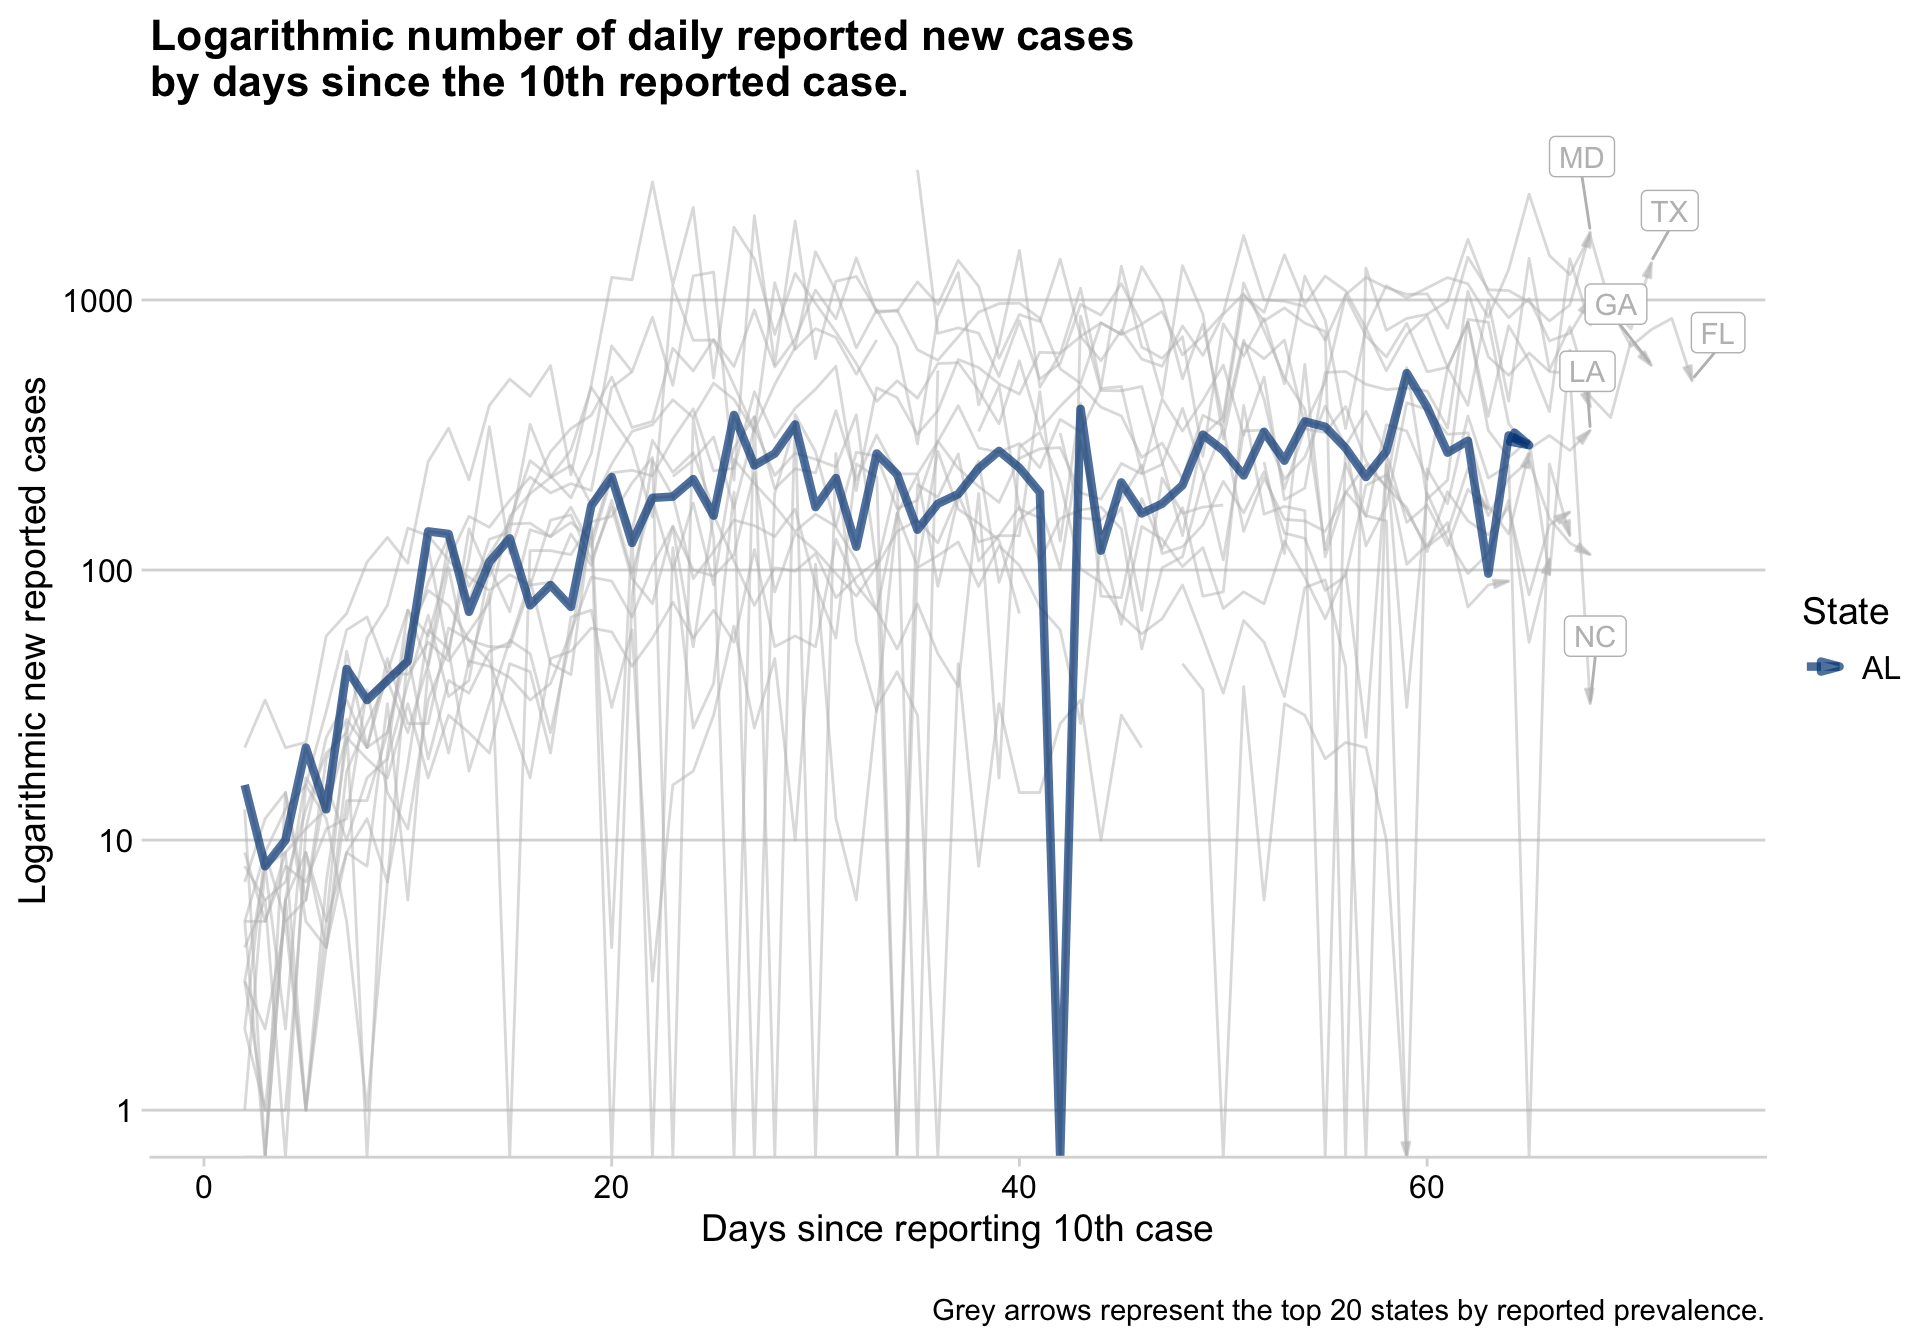 Logarithmic number of daily reported new cases
by days since the 10th reported case.
MD
TX
1000
GA
FL
LA
Logarithmic new reported cases
100
State
NC
AL
10
1
0
20
40
60
Days since reporting 10th case
Grey arrows represent the top 20 states by reported prevalence.